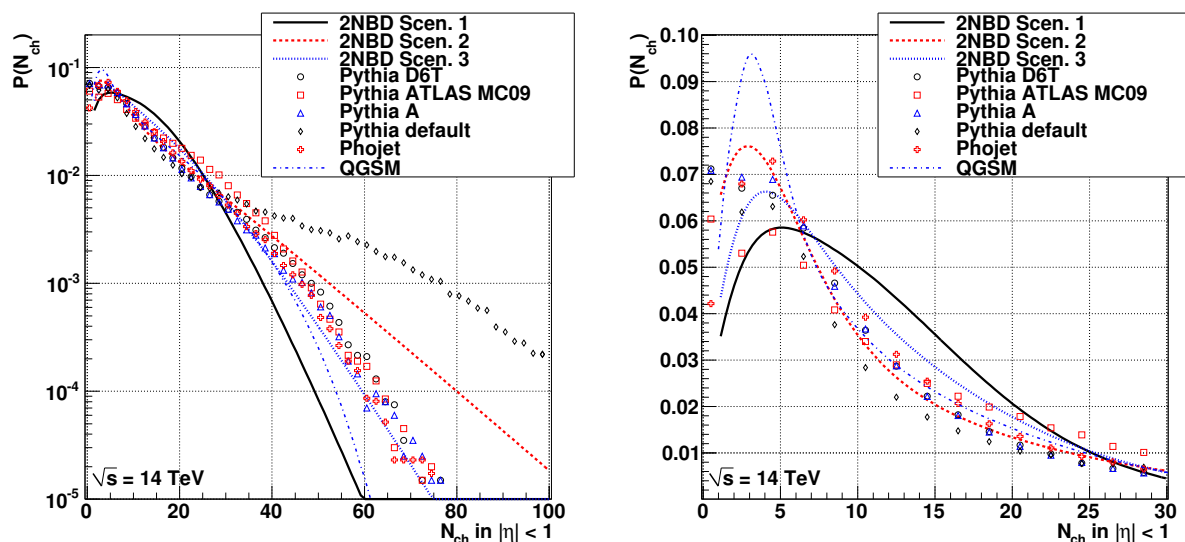 P(N_ch)
10^-1
10^-2
10^-3
10^-4
10^-5
2NBD Scen. 1
2NBD Scen. 2
2NBD Scen. 3
Pythia D6T
Pythia ATLAS MC09
Pythia A
Pythia default
Phojet
QGSM
√s = 14 TeV
0 20 40 60 80 100
N_ch in |η| < 1
P(N_ch)
0.10
0.09
0.08
0.07
0.06
0.05
0.04
0.03
0.02
0.01
2NBD Scen. 1
2NBD Scen. 2
2NBD Scen. 3
Pythia D6T
Pythia ATLAS MC09
Pythia A
Pythia default
Phojet
QGSM
√s = 14 TeV
0 5 10 15 20 25 30
N_ch in |η| < 1